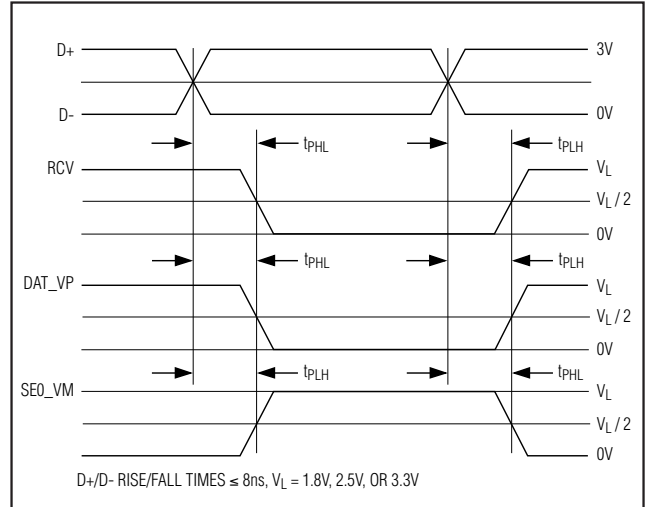 D+ 3V
D- 0V
tPHL tPLH
RCV VL
VL / 2
0V
tPHL tPLH
DAT_VP VL
VL / 2
0V
tPLH tPHL
SE0_VM VL
VL / 2
0V
D+/D- RISE/FALL TIMES ≤ 8ns, VL = 1.8V, 2.5V, OR 3.3V